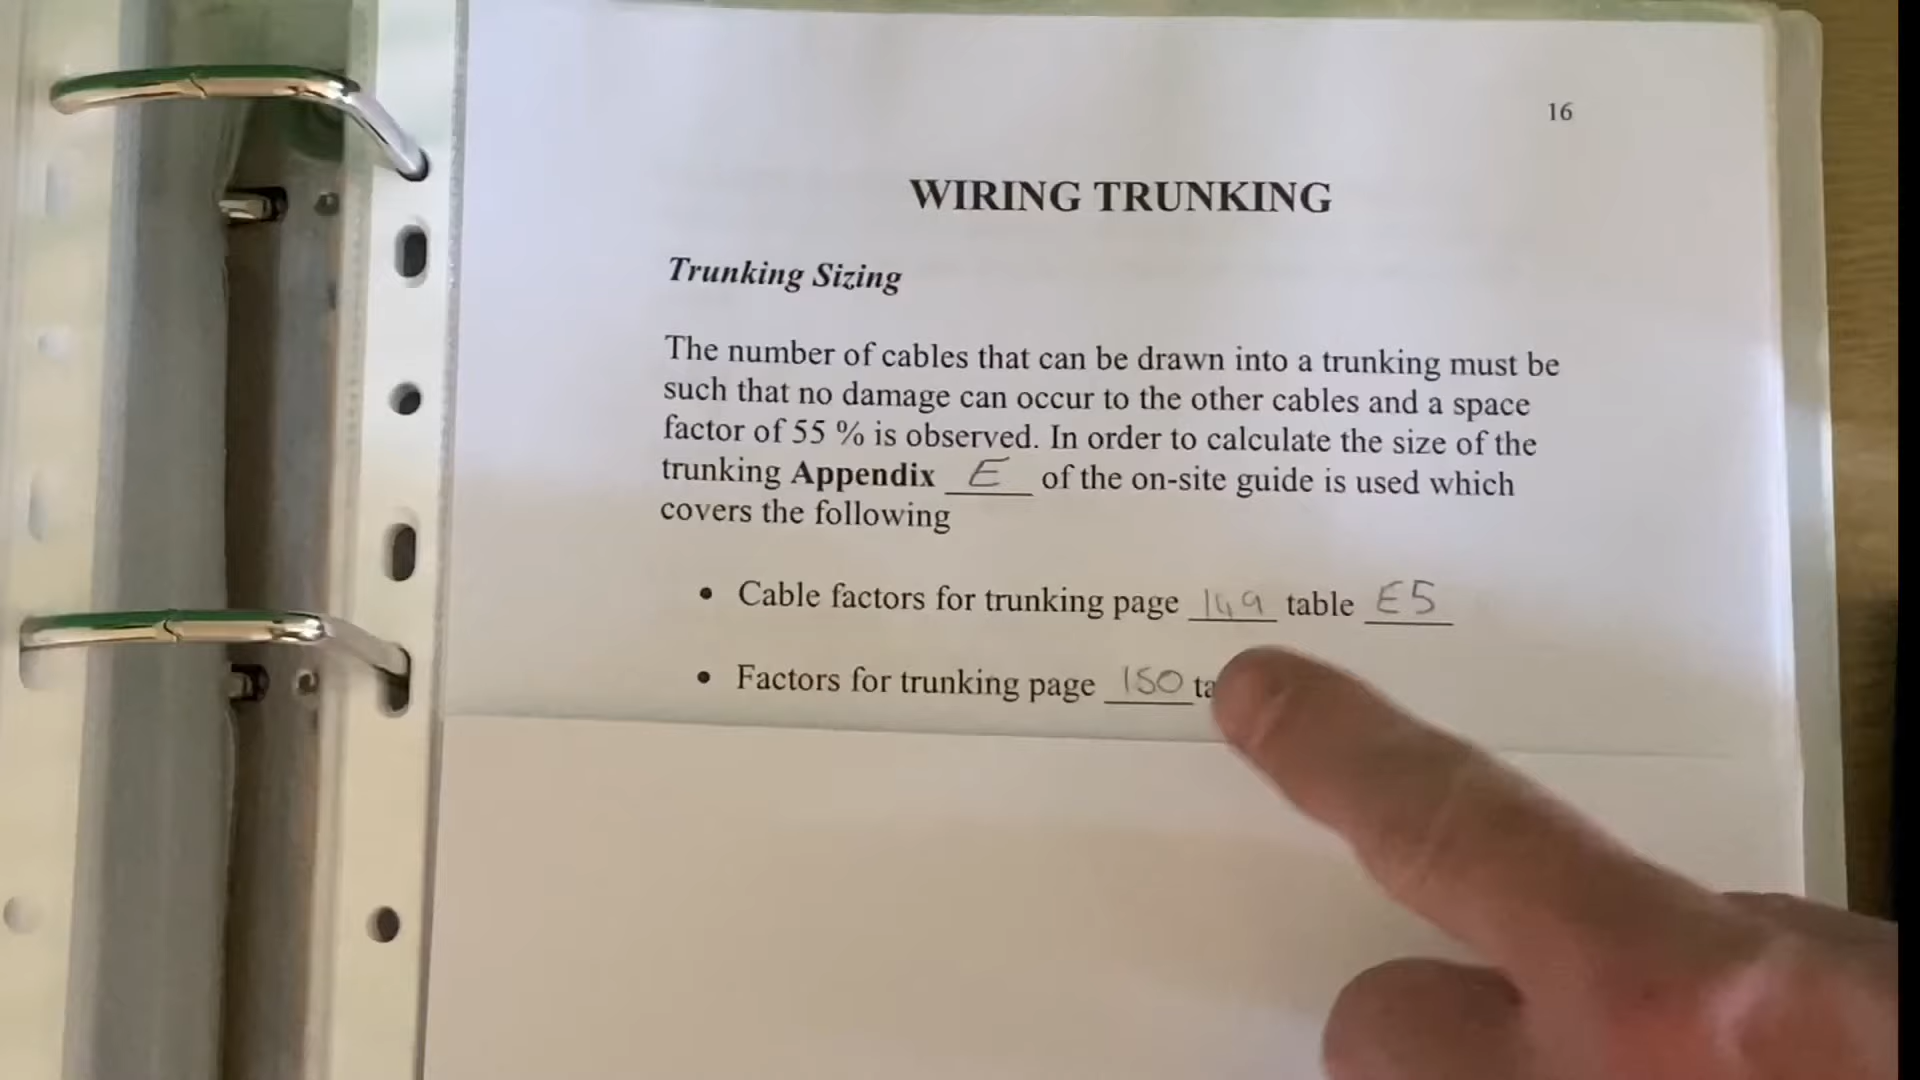 16
WIRING TRUNKING
Trunking Sizing
The number of cables that can be drawn into a trunking must be
such that no damage can occur to the other cables and a space
factor of 55 % is observed. In order to calculate the size of the
trunking Appendix E of the on-site guide is used which
covers the following
• Cable factors for trunking page 149 table E5
• Factors for trunking page 150